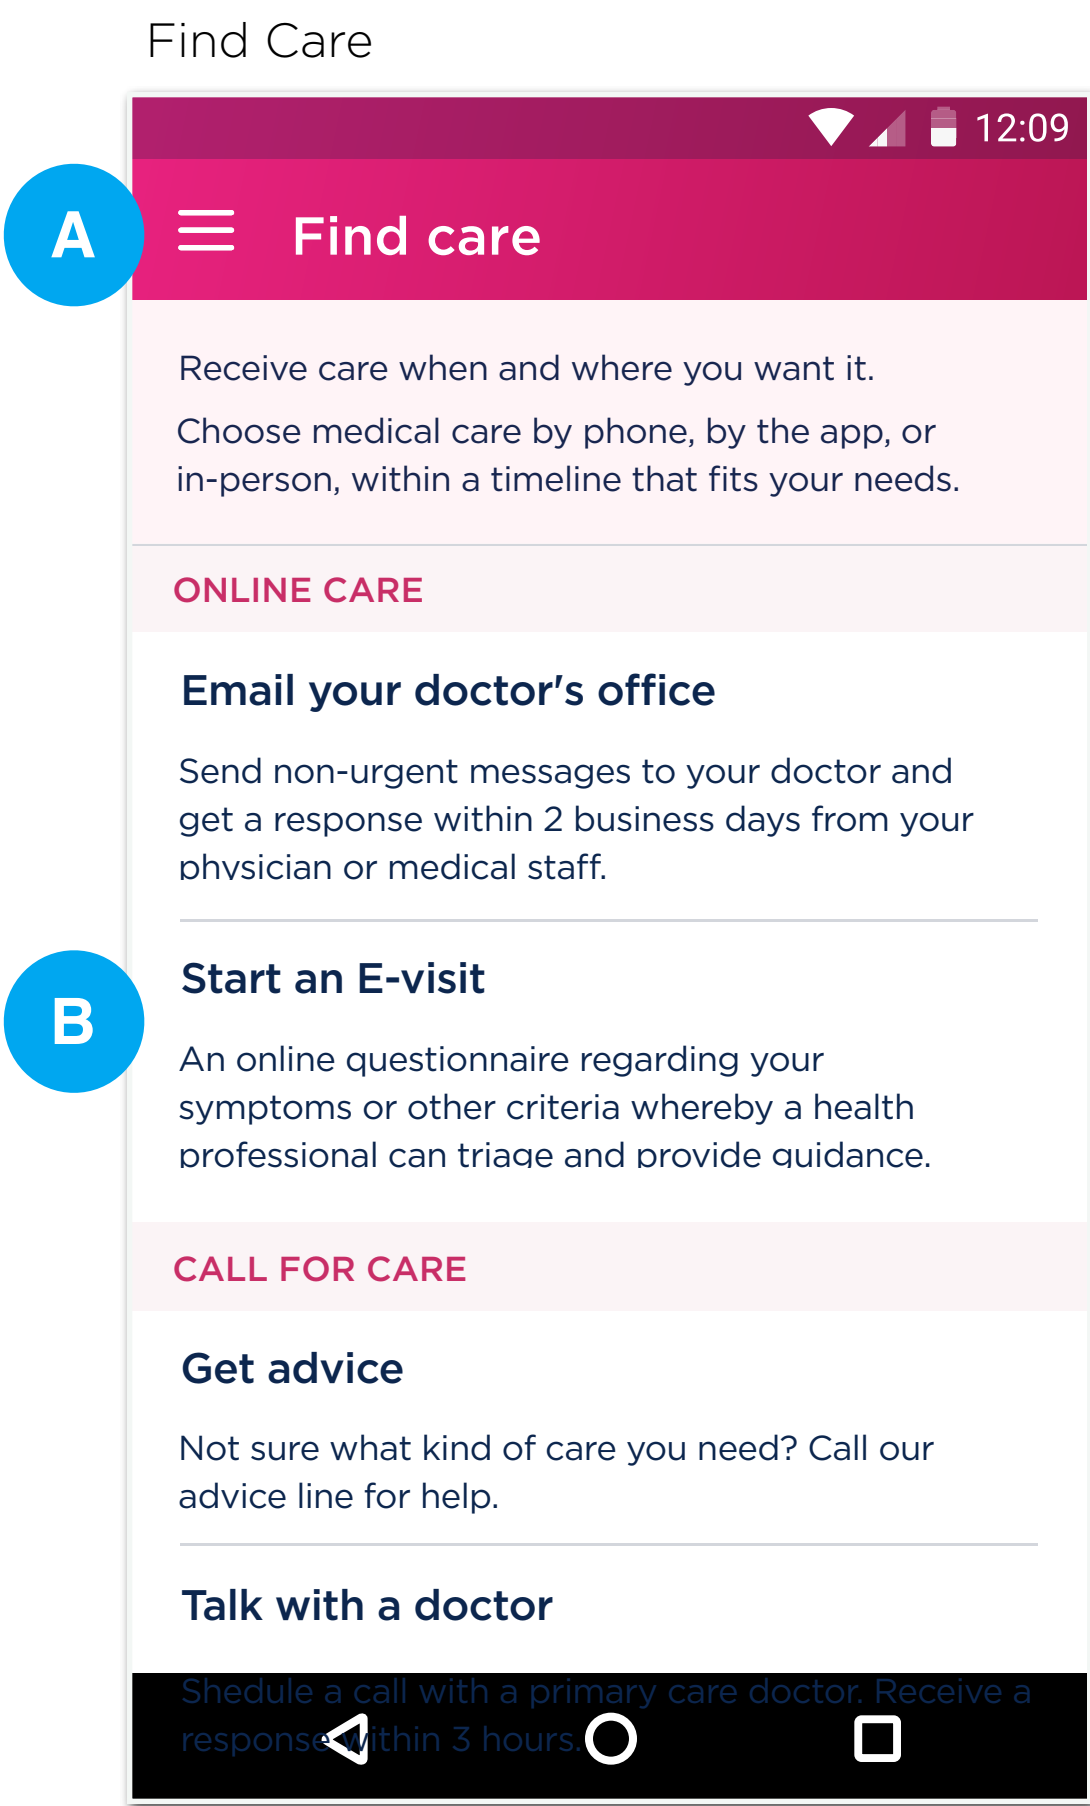 Find Care
12:09
A
Find care
Receive care when and where you want it.
Choose medical care by phone, by the app, or
in-person, within a timeline that fits your needs.
ONLINE CARE
Email your doctor's office
Send non-urgent messages to your doctor and
get a response within 2 business days from your
physician or medical staff.
B
Start an E-visit
An online questionnaire regarding your
symptoms or other criteria whereby a health
professional can triage and provide guidance.
CALL FOR CARE
Get advice
Not sure what kind of care you need? Call our
advice line for help.
Talk with a doctor
Shedule a call with a primary care doctor. Receive a
response within 3 hours.